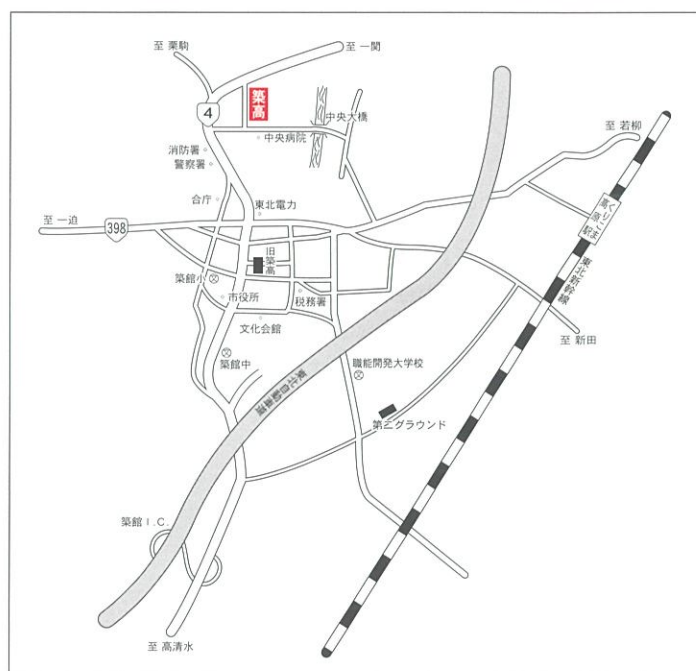 至 栗駒
至 一関
4
築高
中央大橋
中央病院
至 若柳
消防署
警察署
合庁
東北電力
至 一迫
398
くりこま
高原駅
旧築高
築館小
東北新幹線
市役所
税務署
文化会館
至 新田
築館中
職能開発大学校
東北自動車道
第二グラウンド
築館 I.C.
至 高清水